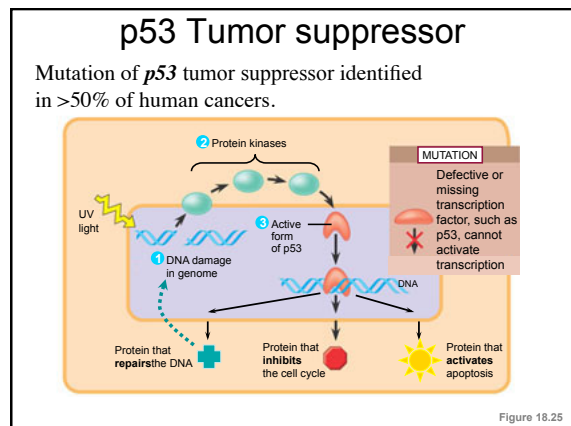 p53 Tumor suppressor
Mutation of p53 tumor suppressor identified
in >50% of human cancers.
2 Protein kinases
MUTATION
Defective or
missing
transcription
factor, such as
p53, cannot
activate
transcription
UV
light
3 Active
form
of p53
1 DNA damage
in genome
DNA
Protein that
repairsthe DNA
Protein that
inhibits
the cell cycle
Protein that
activates
apoptosis
Figure 18.25